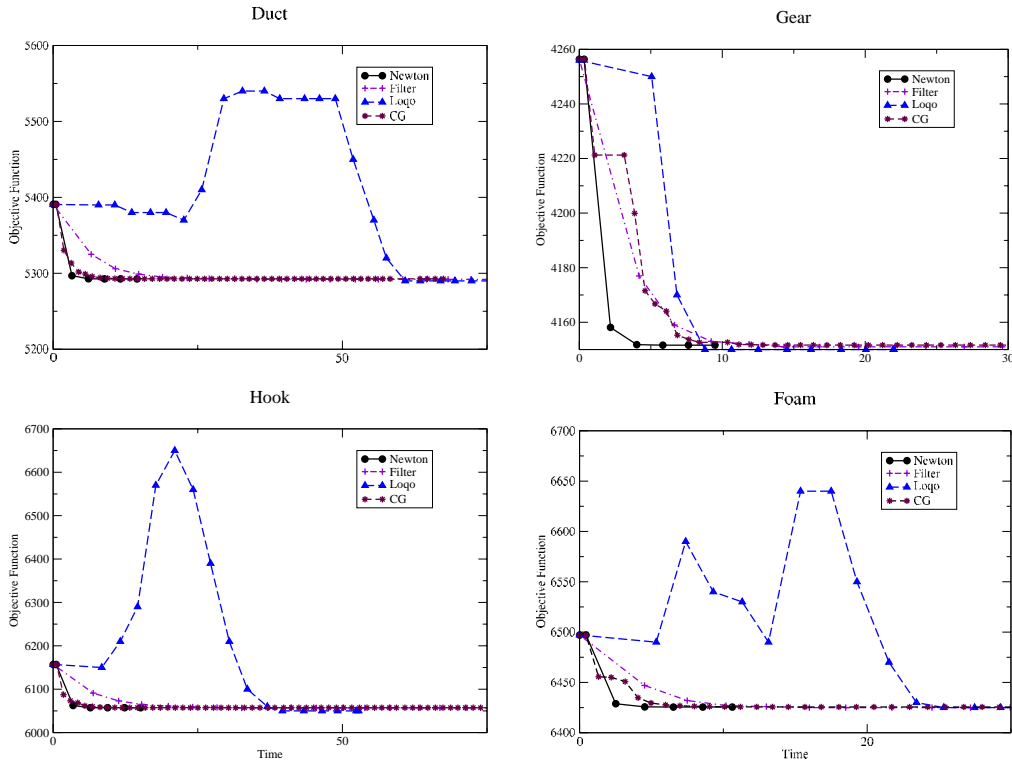 Duct
5600
5500
5400
5300
5200
Objective Function
0
50
Newton
Filter
Loqo
CG
Gear
4260
4240
4220
4200
4180
4160
Objective Function
0
10
20
30
Newton
Filter
Loqo
CG
Hook
6700
6600
6500
6400
6300
6200
6100
6000
Objective Function
0
50
Time
Newton
Filter
Loqo
CG
Foam
6700
6650
6600
6550
6500
6450
6400
Objective Function
0
20
Time
Newton
Filter
Loqo
CG